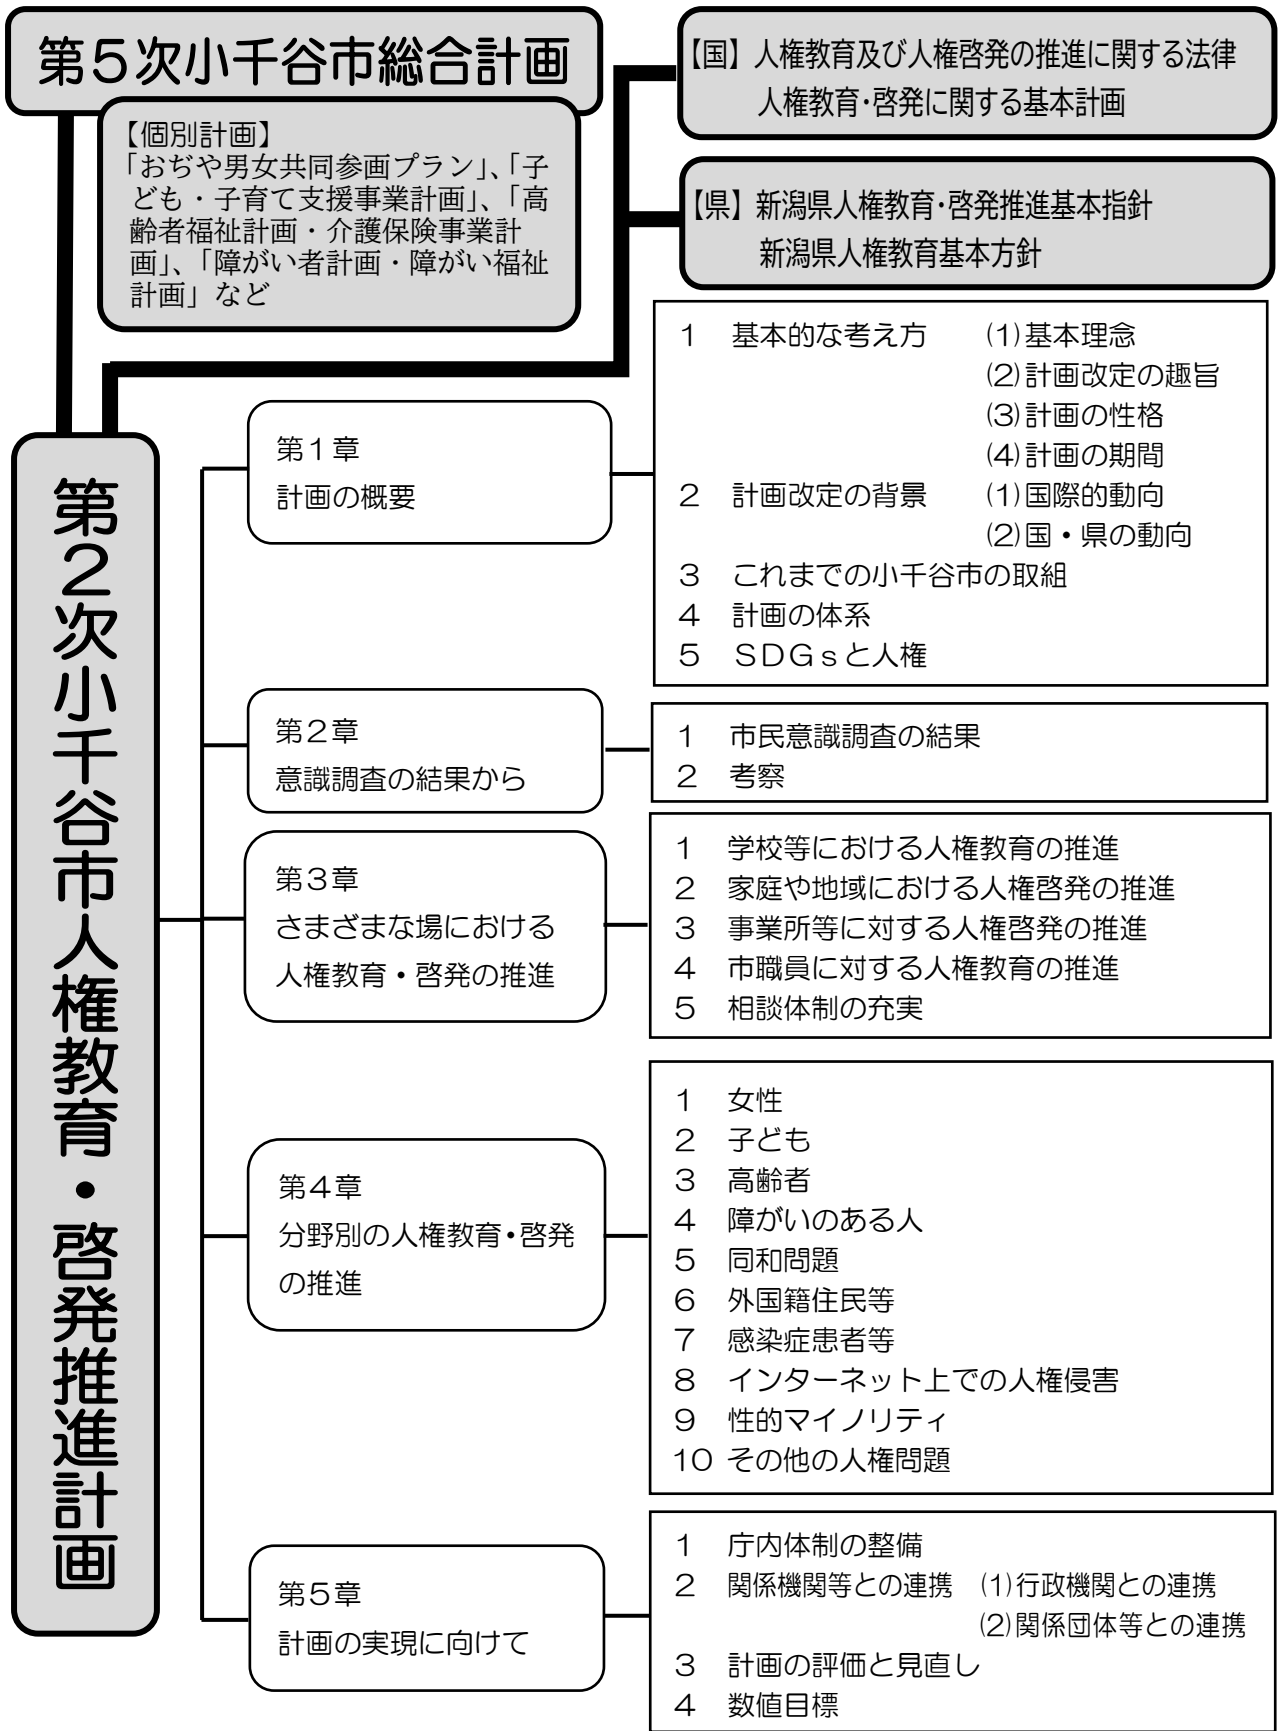 第５次小千谷市総合計画
【個別計画】
「おぢや男女共同参画プラン」、「子
ども・子育て支援事業計画」、「高
齢者福祉計画・介護保険事業計
画」、「障がい者計画・障がい福祉
計画」など
【国】人権教育及び人権啓発の推進に関する法律
人権教育・啓発に関する基本計画
【県】新潟県人権教育・啓発推進基本指針
新潟県人権教育基本方針
第２次小千谷市人権教育・啓発推進計画
第１章
計画の概要
１　基本的な考え方　⑴基本理念
⑵計画改定の趣旨
⑶計画の性格
⑷計画の期間
２　計画改定の背景　⑴国際的動向
⑵国・県の動向
３　これまでの小千谷市の取組
４　計画の体系
５　ＳＤＧｓと人権
第２章
意識調査の結果から
１　市民意識調査の結果
２　考察
第３章
さまざまな場における
人権教育・啓発の推進
１　学校等における人権教育の推進
２　家庭や地域における人権啓発の推進
３　事業所等に対する人権啓発の推進
４　市職員に対する人権教育の推進
５　相談体制の充実
第４章
分野別の人権教育・啓発
の推進
１　女性
２　子ども
３　高齢者
４　障がいのある人
５　同和問題
６　外国籍住民等
７　感染症患者等
８　インターネット上での人権侵害
９　性的マイノリティ
10　その他の人権問題
第５章
計画の実現に向けて
１　庁内体制の整備
２　関係機関等との連携　⑴行政機関との連携
⑵関係団体等との連携
３　計画の評価と見直し
４　数値目標